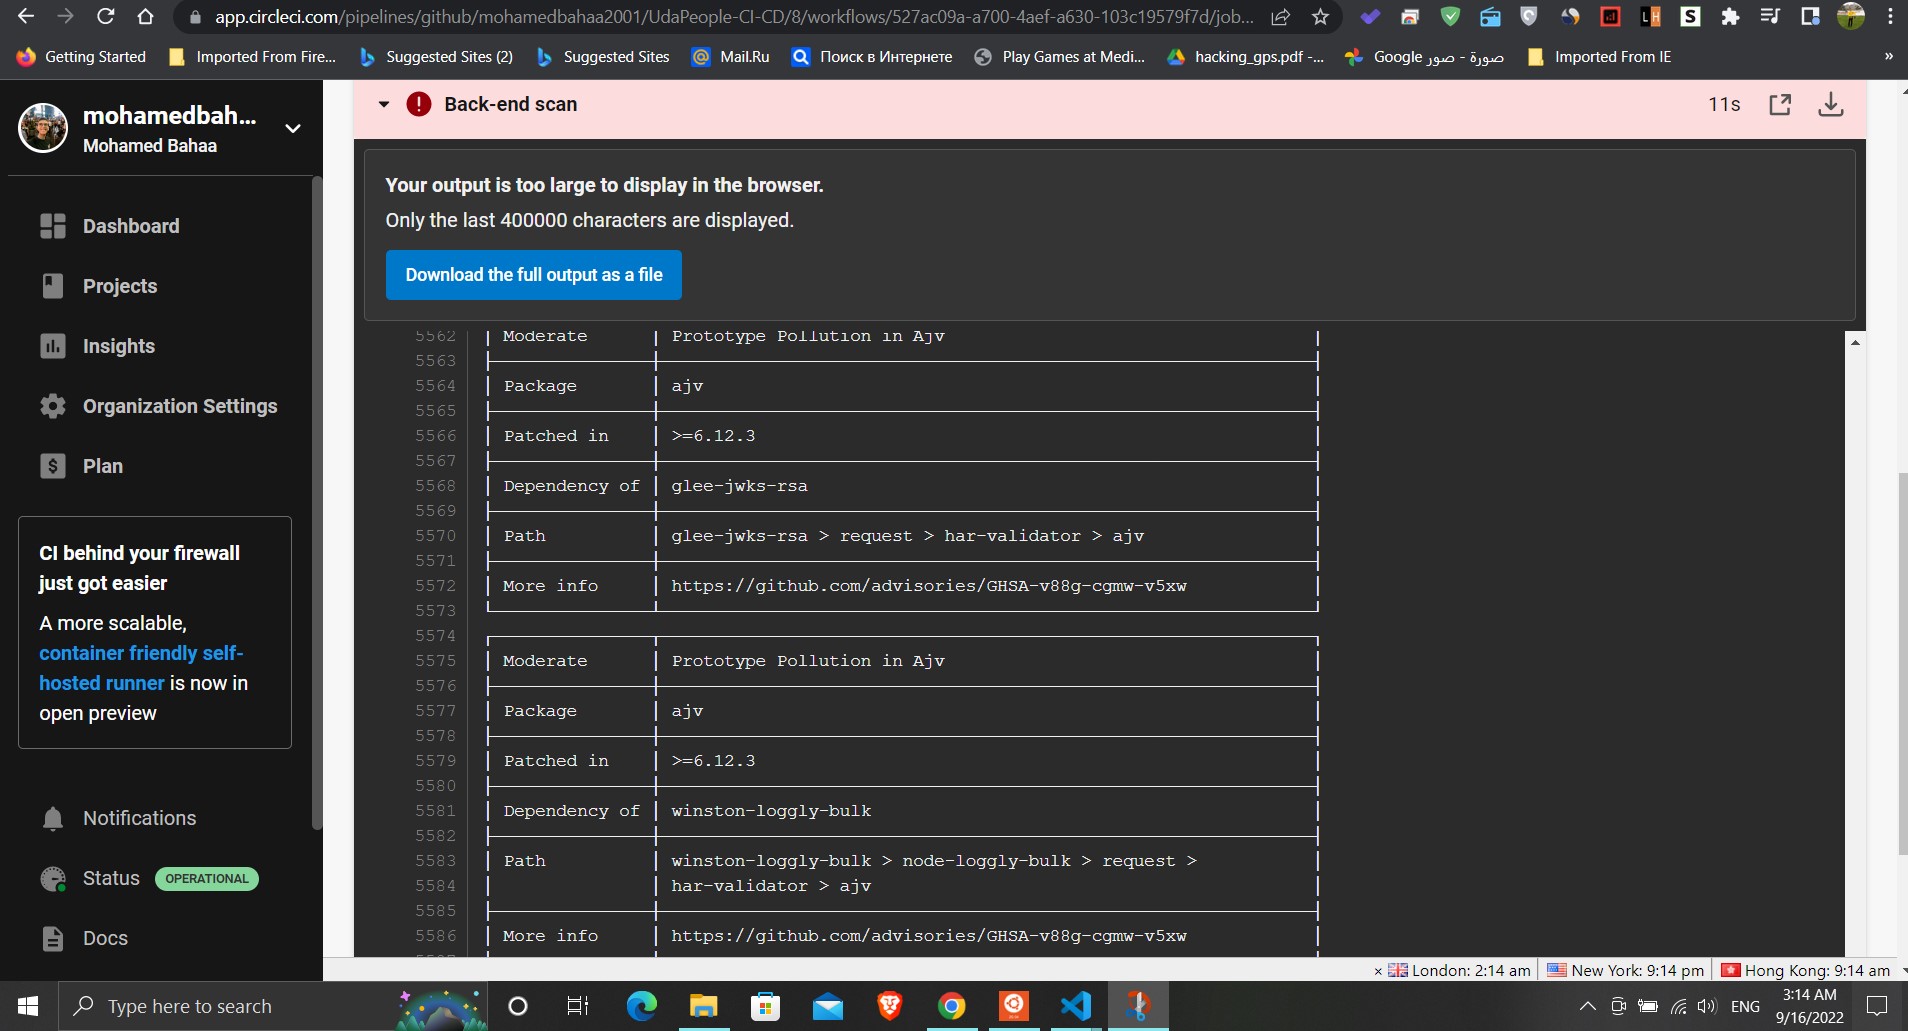 app.circleci.com/pipelines/github/mohamedbahaa2001/UdaPeople-CI-CD/8/workflows/527ac09a-a700-4aef-a630-103c19579f7d/job...
Getting Started
Imported From Fire...
Suggested Sites (2)
Suggested Sites
Mail.Ru
Поиск в Интернете
Play Games at Medi...
hacking_gps.pdf -...
صورة - صور Google
Imported From IE
»
mohamedbah...
Mohamed Bahaa
Dashboard
Projects
Insights
Organization Settings
Plan
CI behind your firewall
just got easier
A more scalable,
container friendly self-
hosted runner is now in
open preview
Notifications
Status OPERATIONAL
Docs
Back-end scan
11s
Your output is too large to display in the browser.
Only the last 400000 characters are displayed.
Download the full output as a file
5562 Moderate Prototype Pollution in Ajv
5563
5564 Package ajv
5565
5566 Patched in >=6.12.3
5567
5568 Dependency of glee-jwks-rsa
5569
5570 Path glee-jwks-rsa > request > har-validator > ajv
5571
5572 More info https://github.com/advisories/GHSA-v88g-cgmw-v5xw
5573
5574
5575 Moderate Prototype Pollution in Ajv
5576
5577 Package ajv
5578
5579 Patched in >=6.12.3
5580
5581 Dependency of winston-loggly-bulk
5582
5583 Path winston-loggly-bulk > node-loggly-bulk > request >
5584 har-validator > ajv
5585
5586 More info https://github.com/advisories/GHSA-v88g-cgmw-v5xw
× London: 2:14 am New York: 9:14 pm Hong Kong: 9:14 am
Type here to search
ENG
3:14 AM
9/16/2022